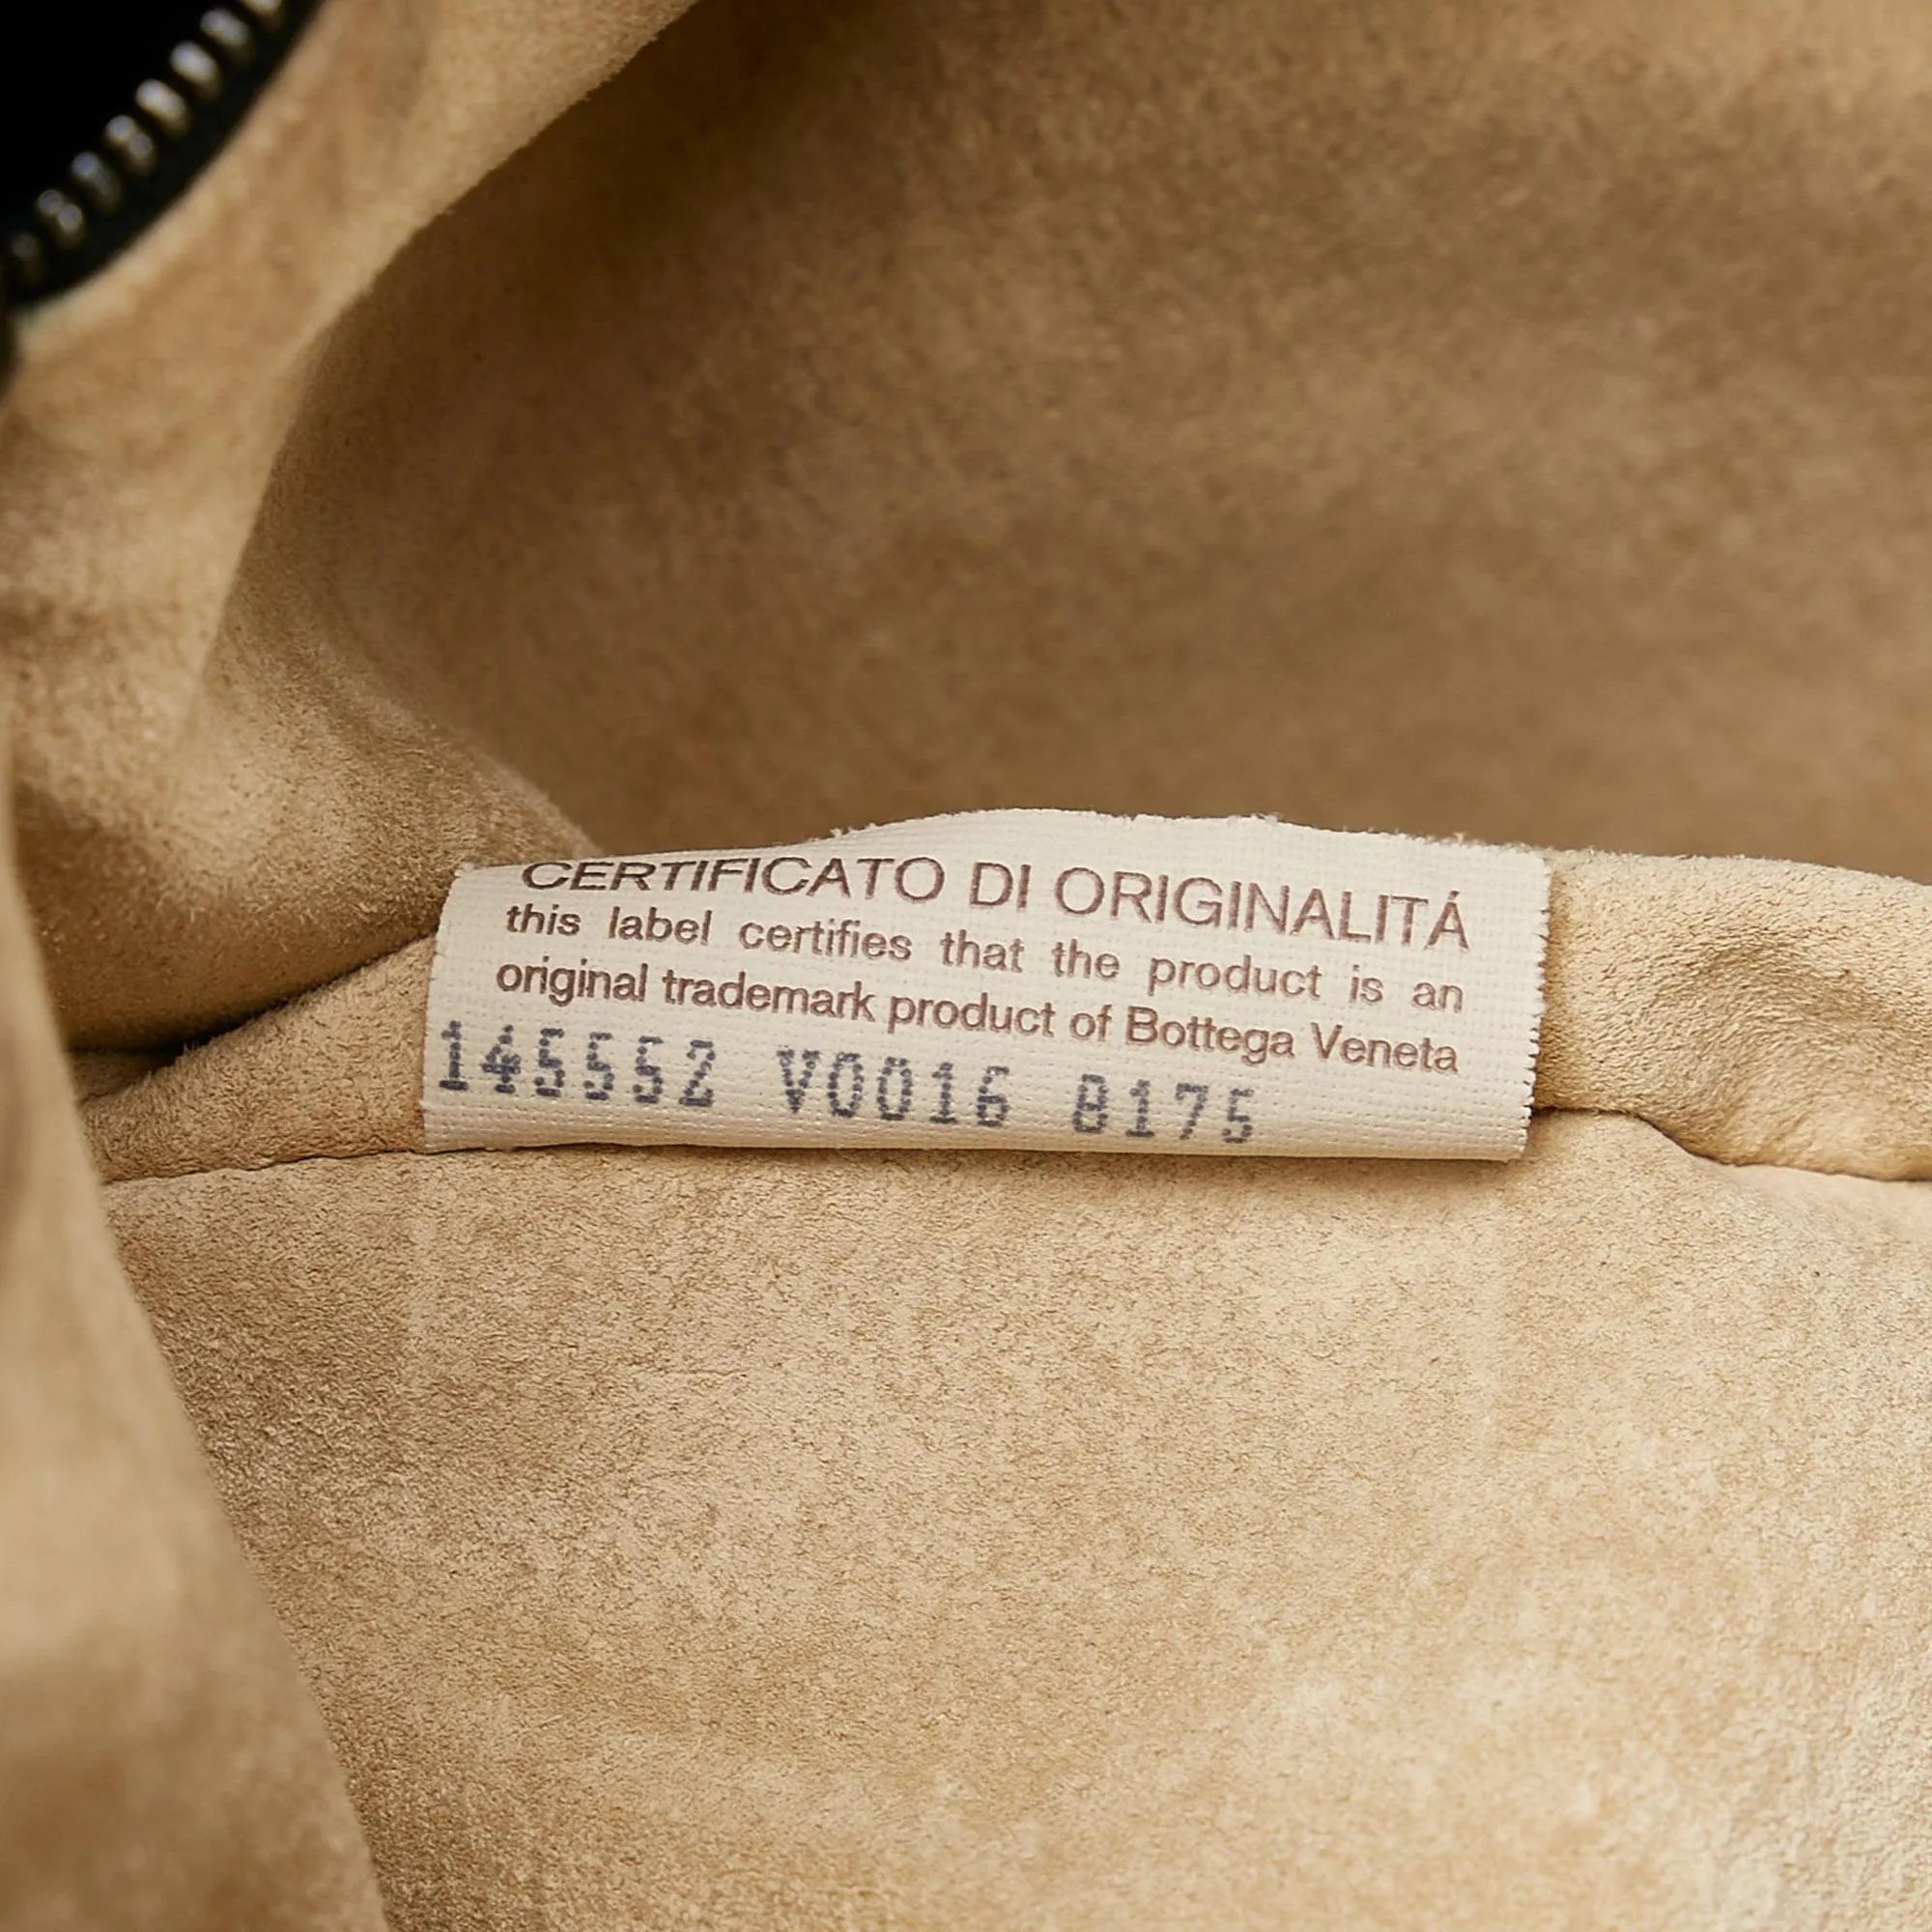 CERTIFICATO DI ORIGINALITÁ
this label certifies that the product is an
original trademark product of Bottega Veneta
145552 V0016 8175